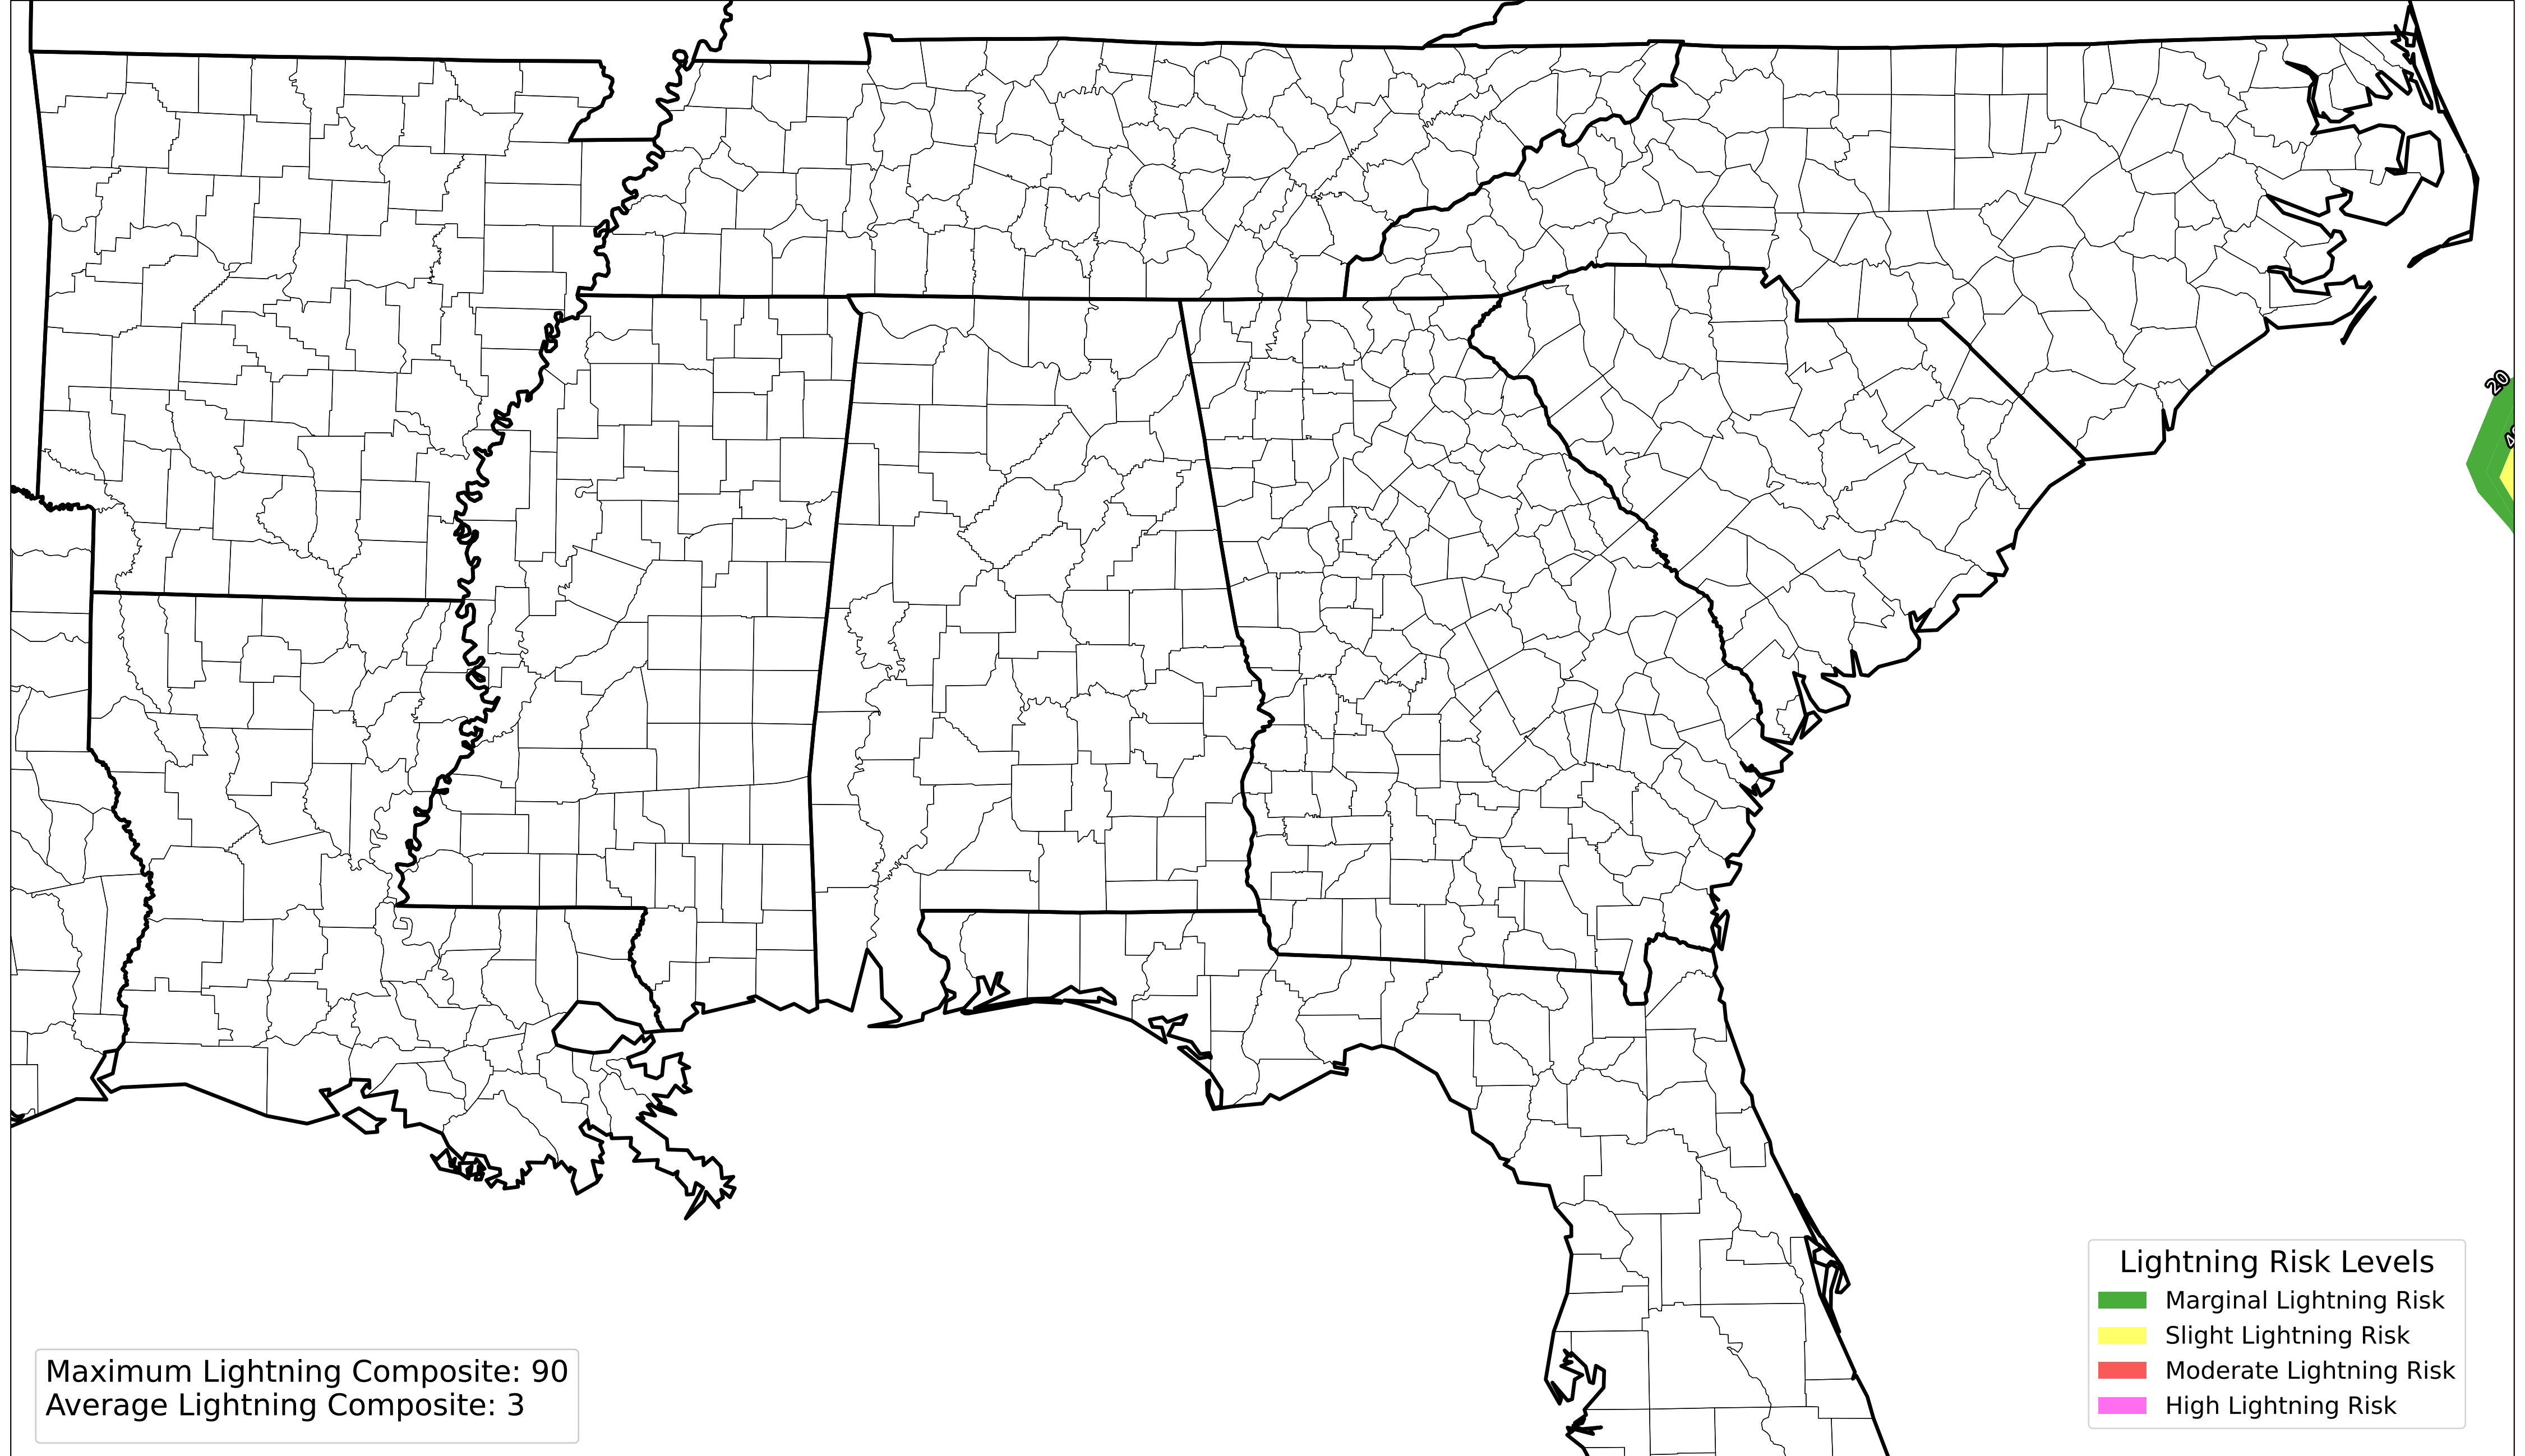 20
Lightning Risk Levels
Marginal Lightning Risk
Slight Lightning Risk
Moderate Lightning Risk
High Lightning Risk
Maximum Lightning Composite: 90
Average Lightning Composite: 3